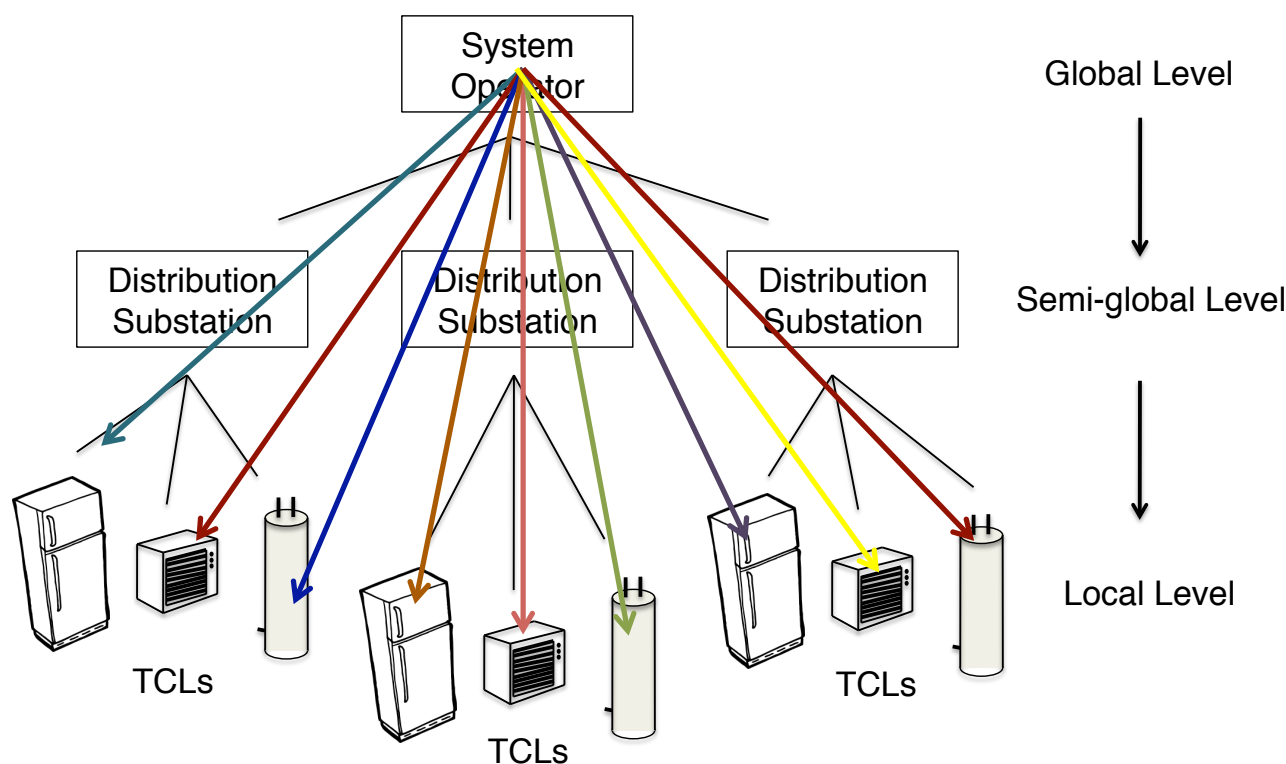 System
Operator
Global Level
Distribution
Substation
Distribution
Substation
Distribution
Substation
Semi-global Level
Local Level
TCLs
TCLs
TCLs